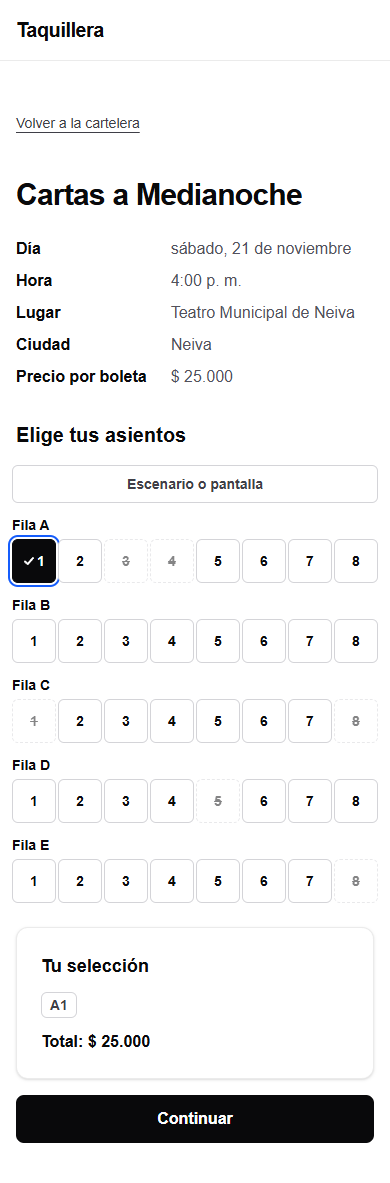 Taquillera
Volver a la cartelera
Cartas a Medianoche
Día sábado, 21 de noviembre
Hora 4:00 p. m.
Lugar Teatro Municipal de Neiva
Ciudad Neiva
Precio por boleta $ 25.000
Elige tus asientos
Escenario o pantalla
Fila A
1 2 3 4 5 6 7 8
Fila B
1 2 3 4 5 6 7 8
Fila C
1 2 3 4 5 6 7 8
Fila D
1 2 3 4 5 6 7 8
Fila E
1 2 3 4 5 6 7 8
Tu selección
A1
Total: $ 25.000
Continuar